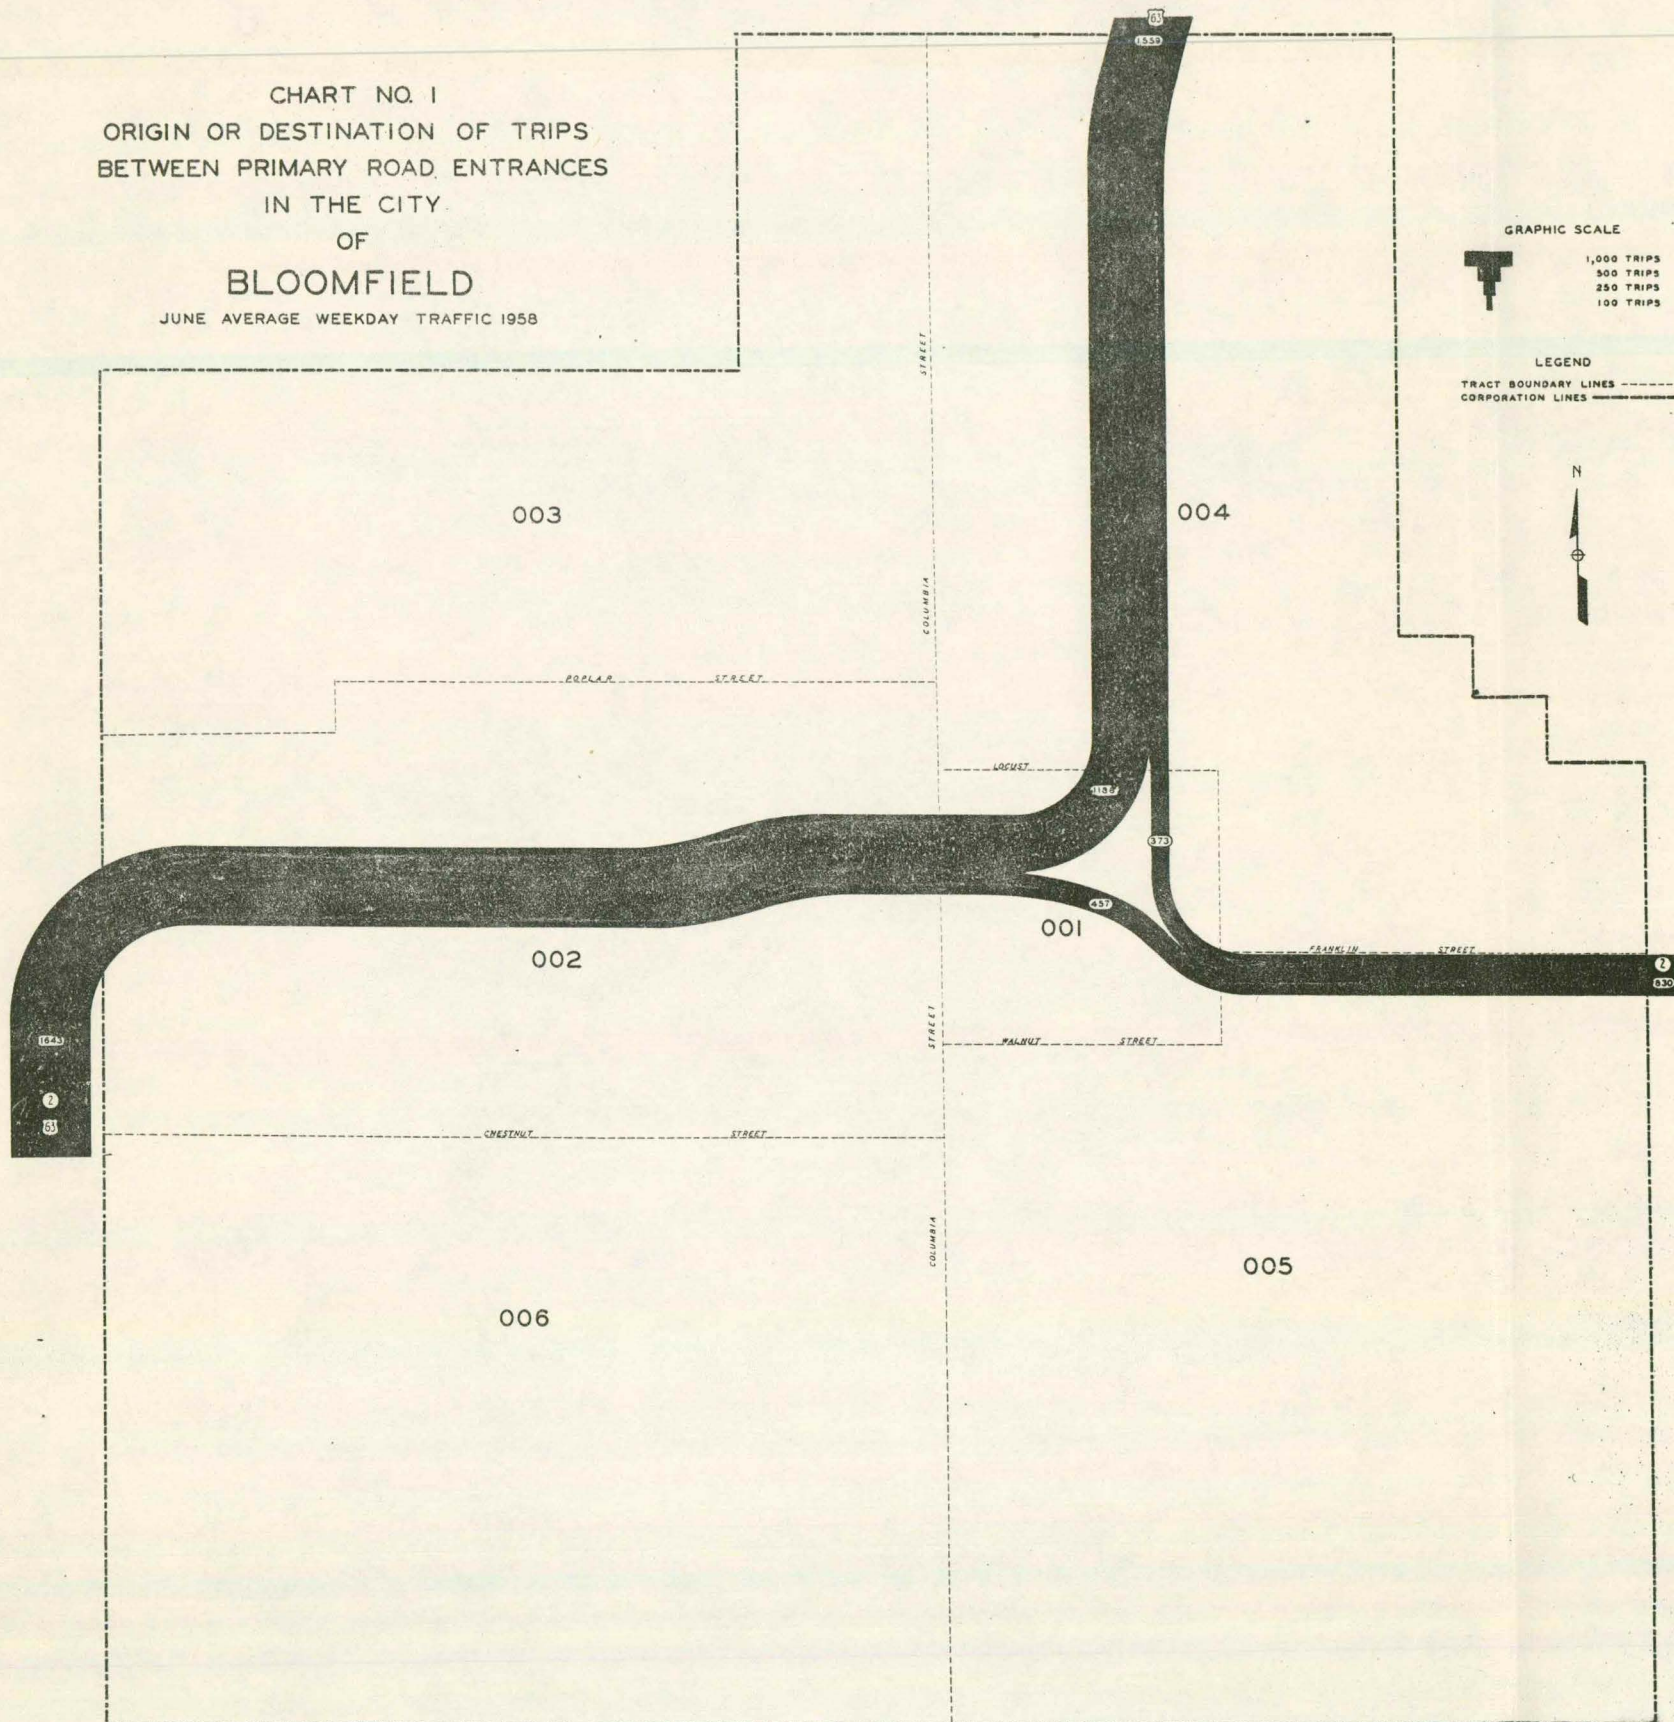 63
1559
CHART NO. 1
ORIGIN OR DESTINATION OF TRIPS
BETWEEN PRIMARY ROAD ENTRANCES
IN THE CITY
OF
BLOOMFIELD
JUNE AVERAGE WEEKDAY TRAFFIC 1958
GRAPHIC SCALE
1,000 TRIPS
500 TRIPS
250 TRIPS
100 TRIPS
LEGEND
TRACT BOUNDARY LINES
CORPORATION LINES
N
STREET
COLUMBIA
003
004
POPLAR STREET
LOCUST
1186
373
457
001
002
FRANKLIN STREET
2
830
STREET
COLUMBIA
WALNUT STREET
1643
2
63
CHESTNUT STREET
005
006